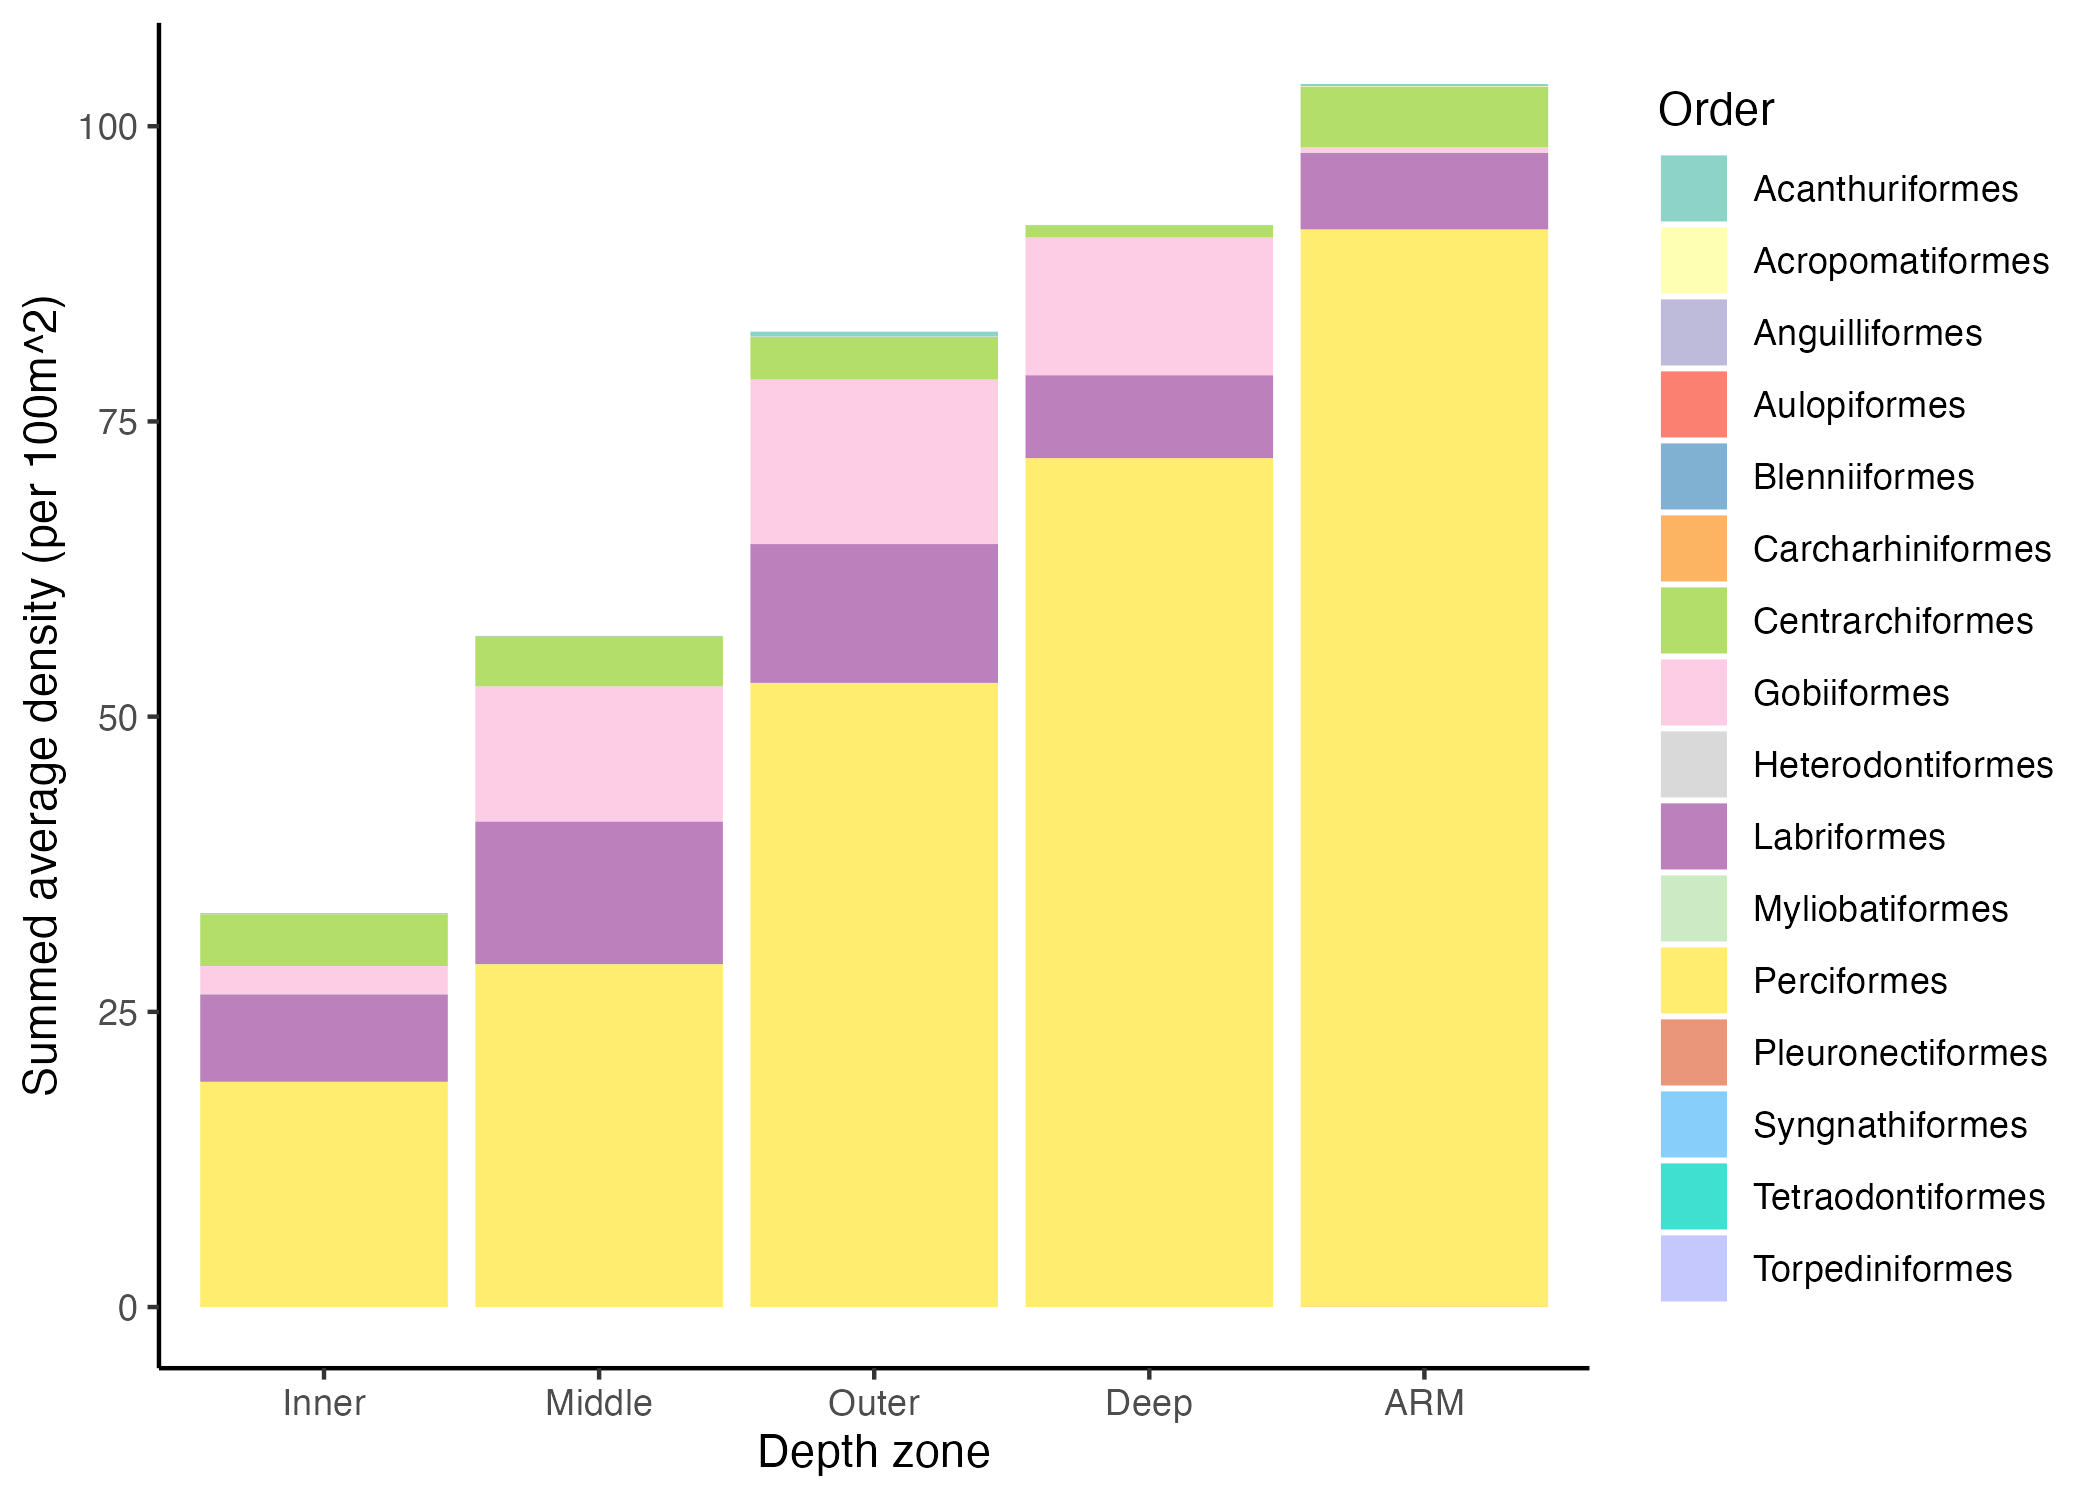 Summed average density (per 100m^2)
100
75
50
25
0
Inner
Middle
Outer
Deep
ARM
Depth zone
Order
Acanthuriformes
Acropomatiformes
Anguilliformes
Aulopiformes
Blenniiformes
Carcharhiniformes
Centrarchiformes
Gobiiformes
Heterodontiformes
Labriformes
Myliobatiformes
Perciformes
Pleuronectiformes
Syngnathiformes
Tetraodontiformes
Torpediniformes